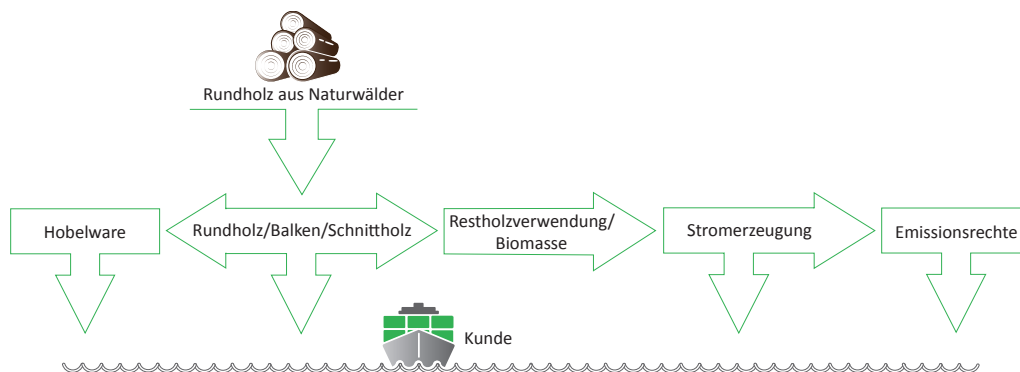 Rundholz aus Naturwälder
Hobelware
Rundholz/Balken/Schnittholz
Restholzverwendung/
Biomasse
Stromerzeugung
Emissionsrechte
Kunde